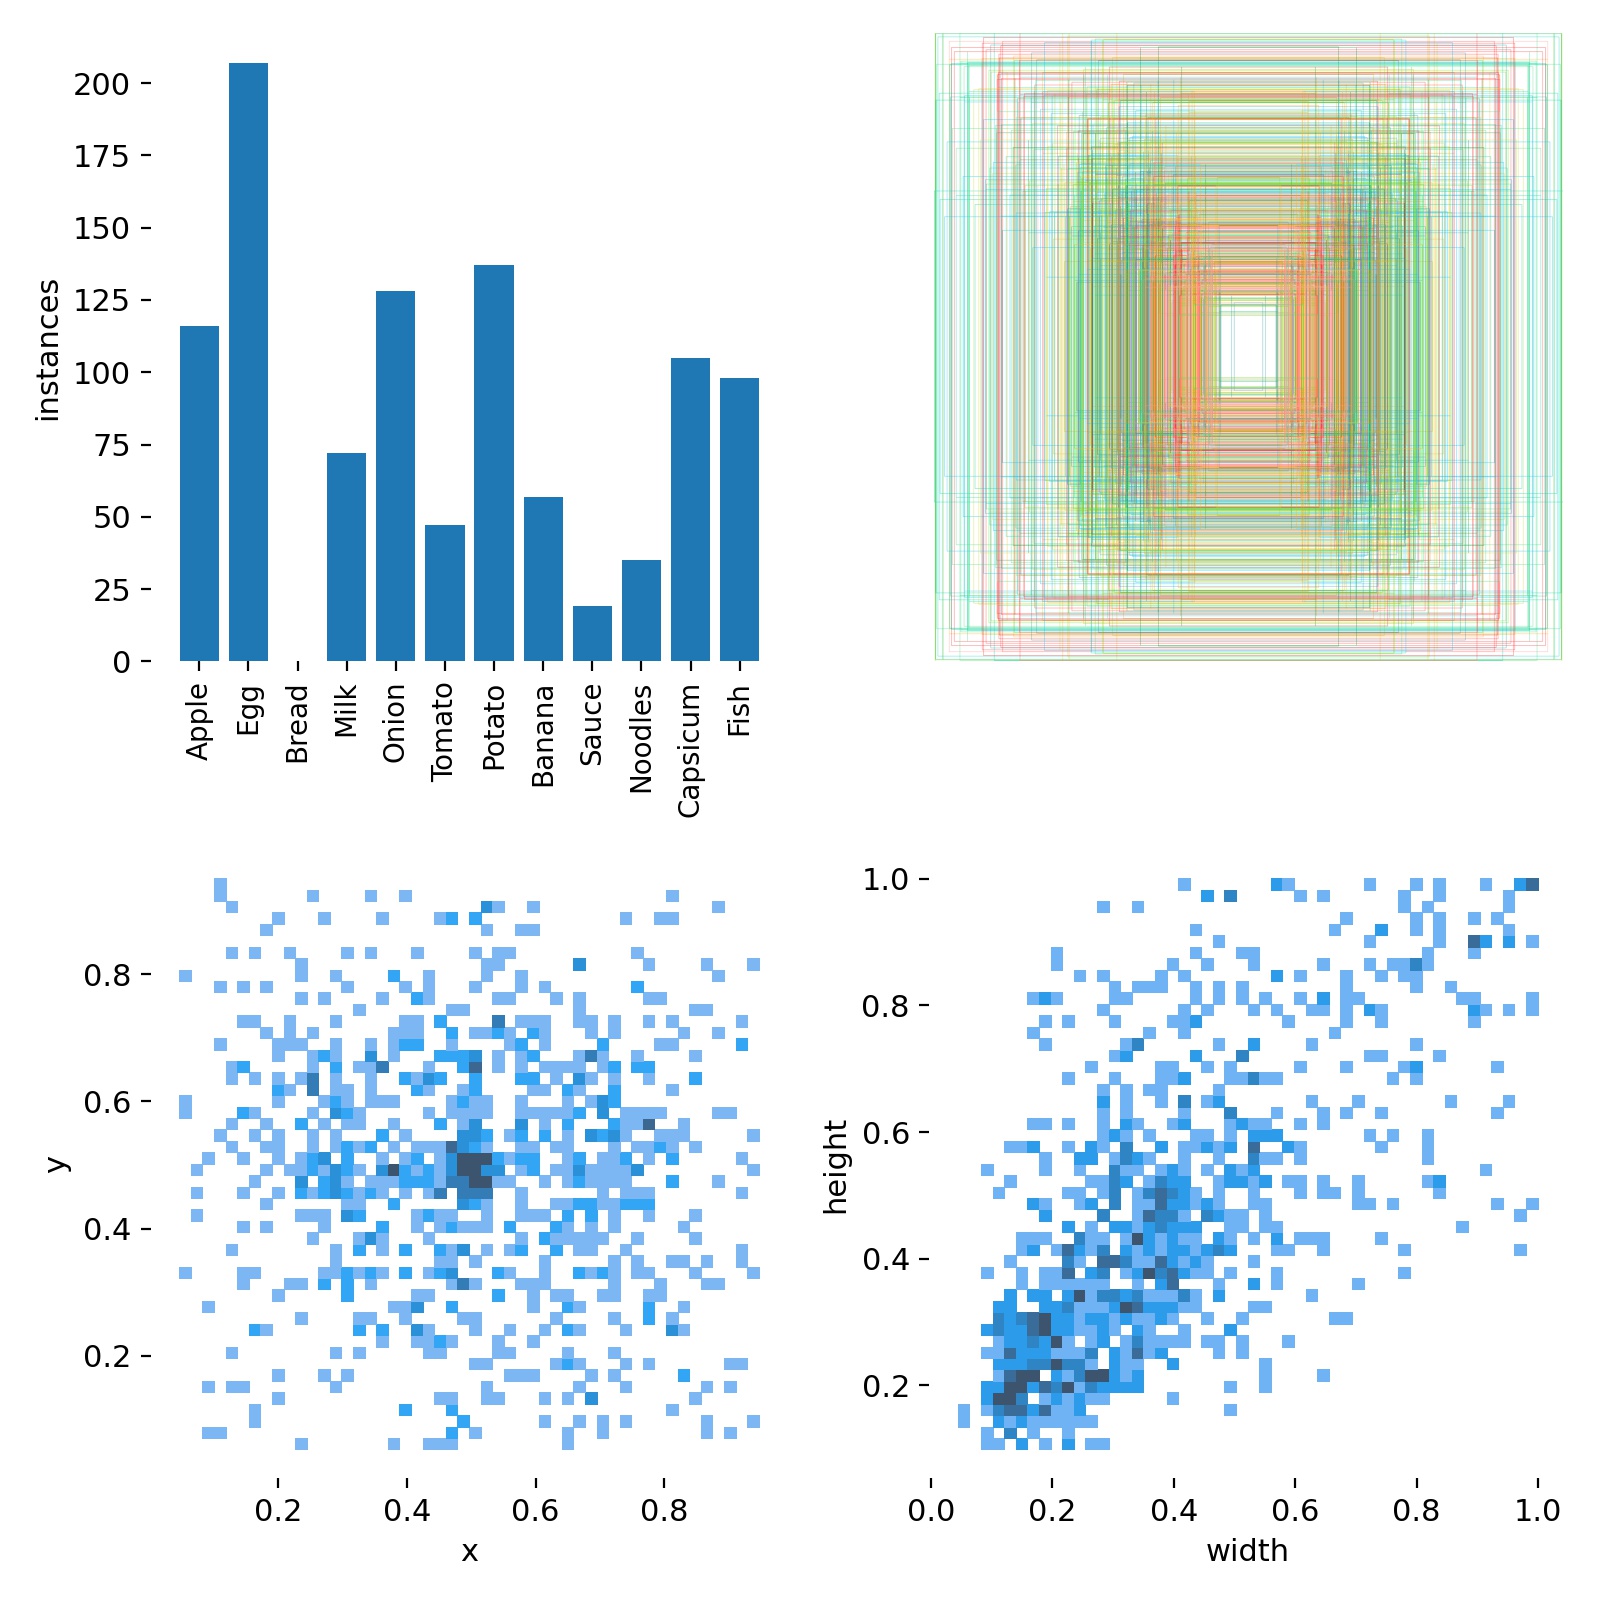 200
175
150
125
100
75
50
25
0
instances
Apple
Egg
Bread
Milk
Onion
Tomato
Potato
Banana
Sauce
Noodles
Capsicum
Fish
0.8
0.6
0.4
0.2
y
0.2 0.4 0.6 0.8
x
1.0
0.8
0.6
0.4
0.2
height
0.0 0.2 0.4 0.6 0.8 1.0
width